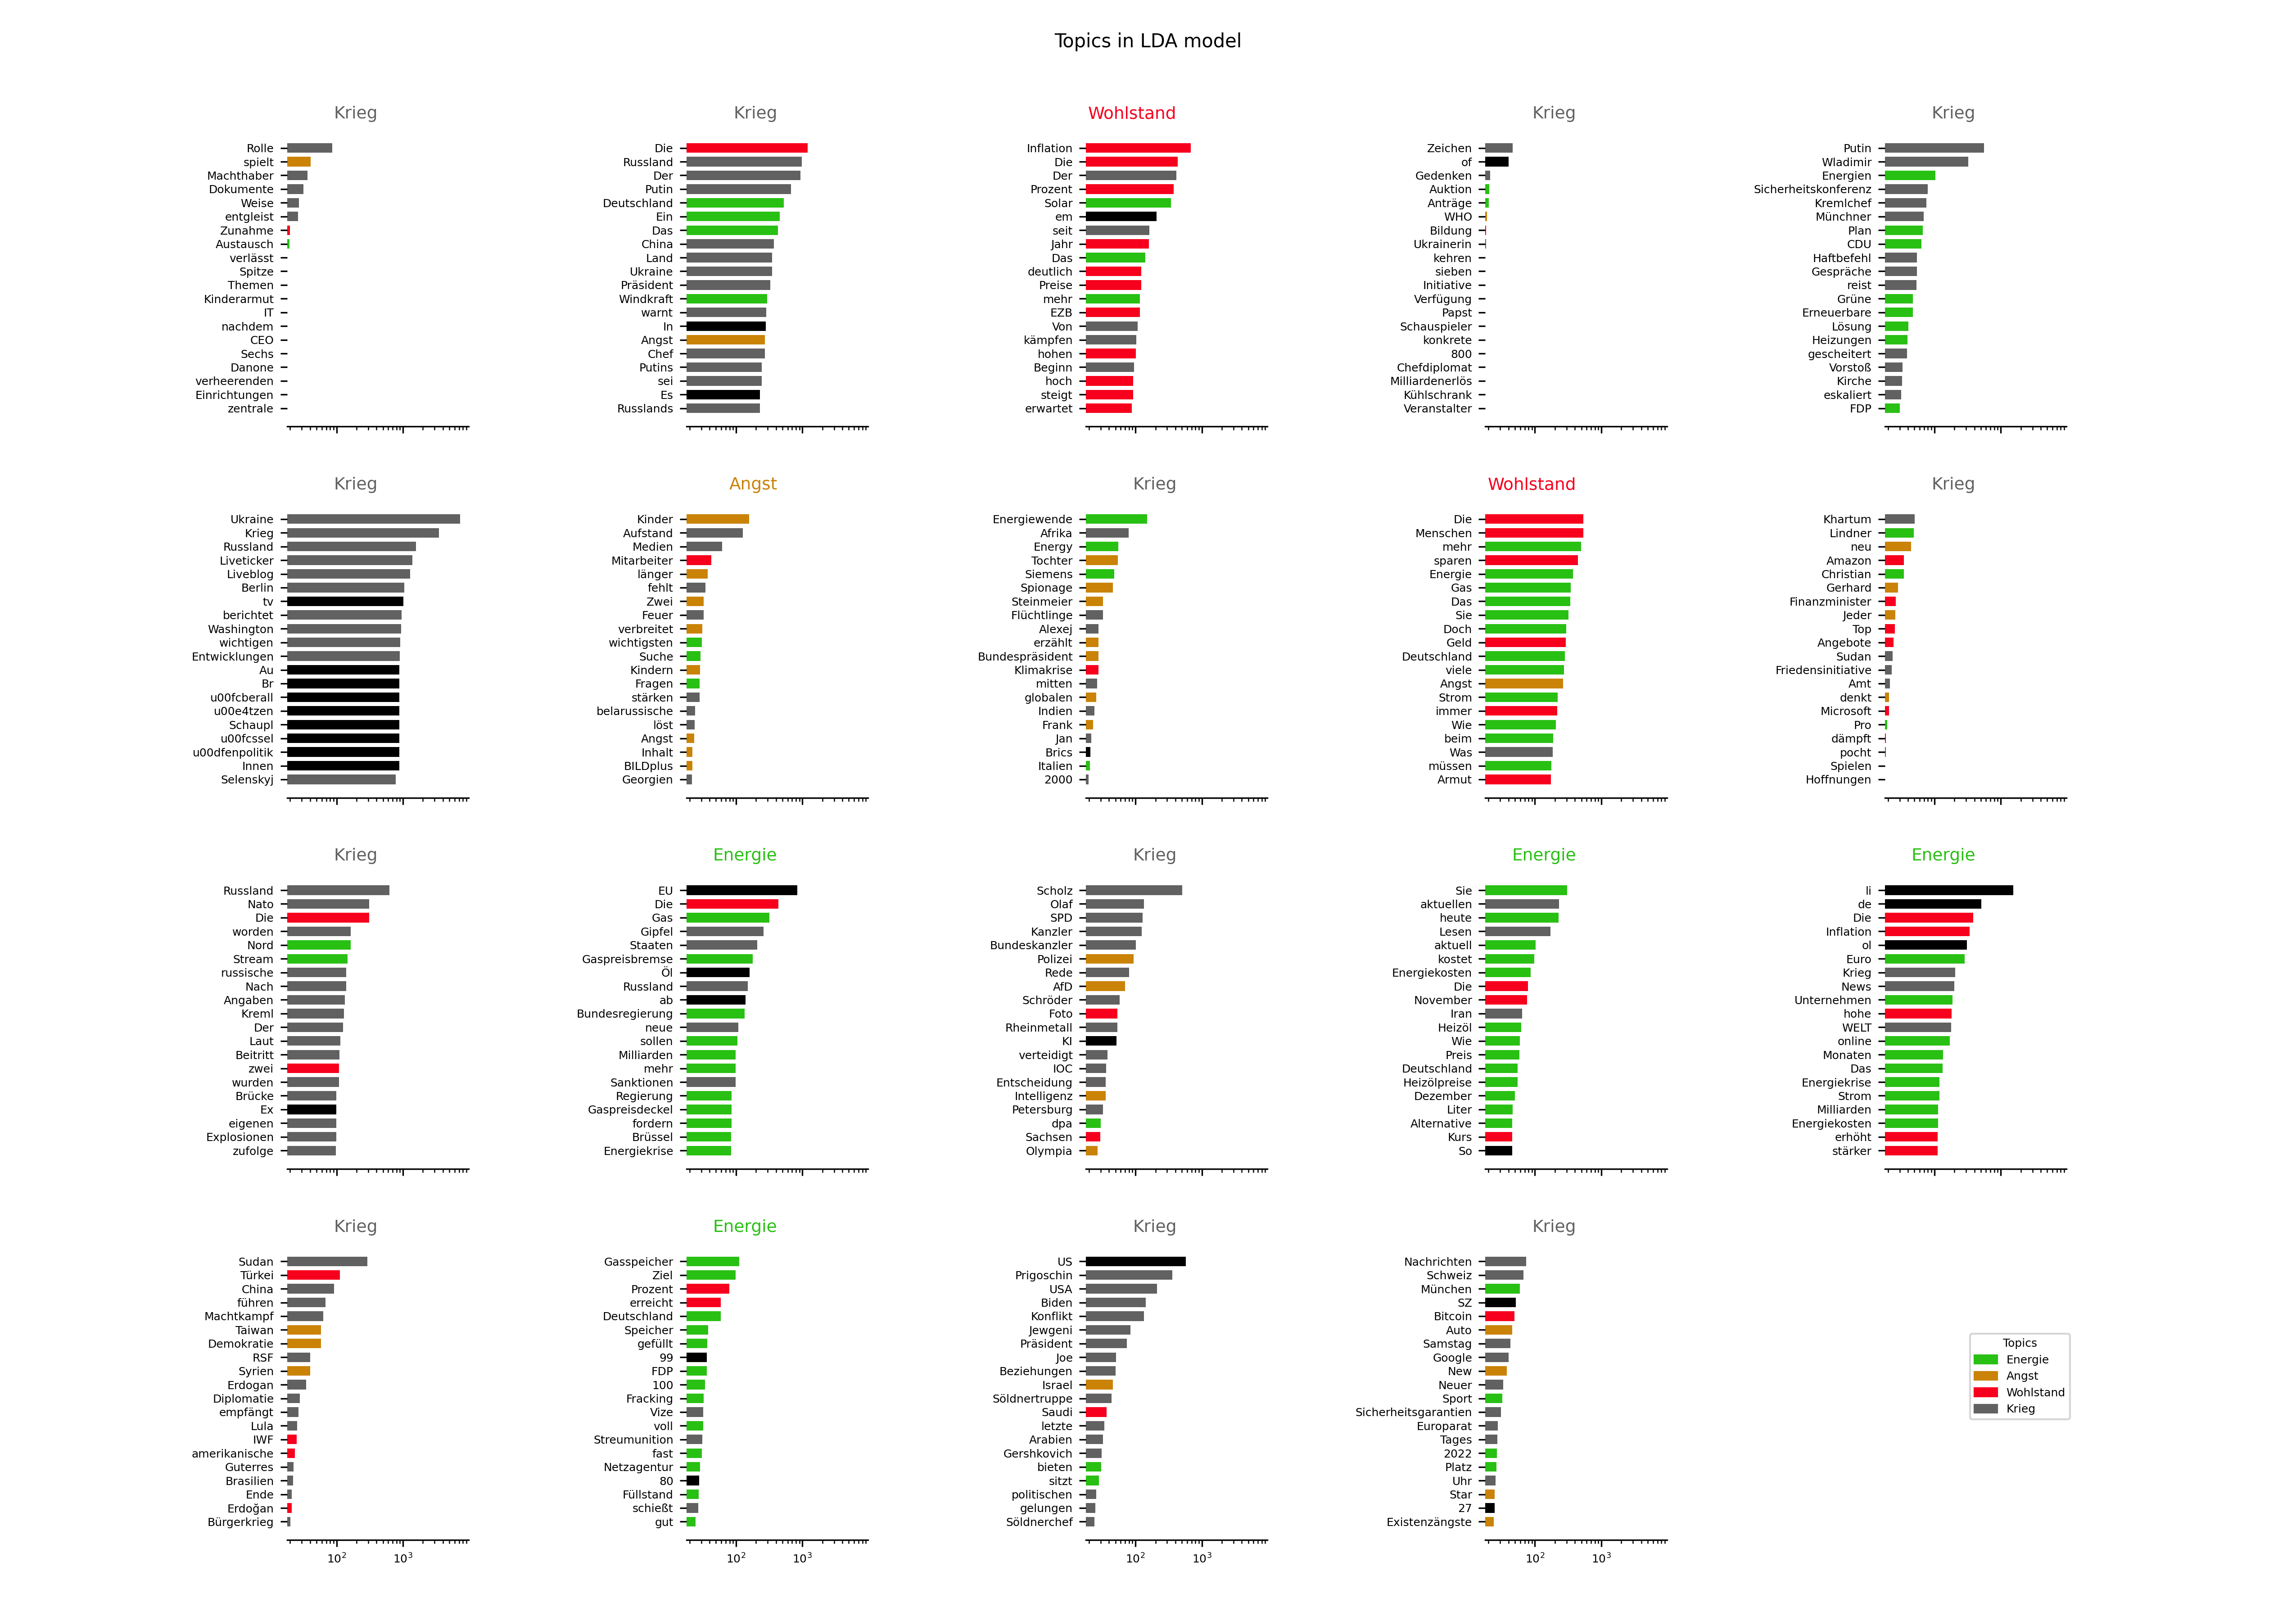 Topics in LDA model
Krieg
Rolle
spielt
Machthaber
Dokumente
Weise
entgleist
Zunahme
Austausch
verlässt
Spitze
Themen
Kinderarmut
IT
nachdem
CEO
Sechs
Danone
verheerenden
Einrichtungen
zentrale
Krieg
Die
Russland
Der
Putin
Deutschland
Ein
Das
China
Land
Ukraine
Präsident
Windkraft
warnt
In
Angst
Chef
Putins
sei
Es
Russlands
Wohlstand
Inflation
Die
Der
Prozent
Solar
em
seit
Jahr
Das
deutlich
Preise
mehr
EZB
Von
kämpfen
hohen
Beginn
hoch
steigt
erwartet
Krieg
Zeichen
of
Gedenken
Auktion
Anträge
WHO
Bildung
Ukrainerin
kehren
sieben
Initiative
Verfügung
Papst
Schauspieler
konkrete
800
Chefdiplomat
Milliardenerlös
Kühlschrank
Veranstalter
Krieg
Putin
Wladimir
Energien
Sicherheitskonferenz
Kremlchef
Münchner
Plan
CDU
Haftbefehl
Gespräche
reist
Grüne
Erneuerbare
Lösung
Heizungen
gescheitert
Vorstoß
Kirche
eskaliert
FDP
Krieg
Ukraine
Krieg
Russland
Liveticker
Liveblog
Berlin
tv
berichtet
Washington
wichtigen
Entwicklungen
Au
Br
u00fcberall
u00e4tzen
Schaupl
u00fcssel
u00dfenpolitik
Innen
Selenskyj
Angst
Kinder
Aufstand
Medien
Mitarbeiter
länger
fehlt
Zwei
Feuer
verbreitet
wichtigsten
Suche
Kindern
Fragen
stärken
belarussische
löst
Angst
Inhalt
BILDplus
Georgien
Krieg
Energiewende
Afrika
Energy
Tochter
Siemens
Spionage
Steinmeier
Flüchtlinge
Alexej
erzählt
Bundespräsident
Klimakrise
mitten
globalen
Indien
Frank
Jan
Brics
Italien
2000
Wohlstand
Die
Menschen
mehr
sparen
Energie
Gas
Das
Sie
Doch
Geld
Deutschland
viele
Angst
Strom
immer
Wie
beim
Was
müssen
Armut
Krieg
Khartum
Lindner
neu
Amazon
Christian
Gerhard
Finanzminister
Jeder
Top
Angebote
Sudan
Friedensinitiative
Amt
denkt
Microsoft
Pro
dämpft
pocht
Spielen
Hoffnungen
Krieg
Russland
Nato
Die
worden
Nord
Stream
russische
Nach
Angaben
Kreml
Der
Laut
Beitritt
zwei
wurden
Brücke
Ex
eigenen
Explosionen
zufolge
Energie
EU
Die
Gas
Gipfel
Staaten
Gaspreisbremse
Öl
Russland
ab
Bundesregierung
neue
sollen
Milliarden
mehr
Sanktionen
Regierung
Gaspreisdeckel
fordern
Brüssel
Energiekrise
Krieg
Scholz
Olaf
SPD
Kanzler
Bundeskanzler
Polizei
Rede
AfD
Schröder
Foto
Rheinmetall
KI
verteidigt
IOC
Entscheidung
Intelligenz
Petersburg
dpa
Sachsen
Olympia
Energie
Sie
aktuellen
heute
Lesen
aktuell
kostet
Energiekosten
Die
November
Iran
Heizöl
Wie
Preis
Deutschland
Heizölpreise
Dezember
Liter
Alternative
Kurs
So
Energie
li
de
Die
Inflation
ol
Euro
Krieg
News
Unternehmen
hohe
WELT
online
Monaten
Das
Energiekrise
Strom
Milliarden
Energiekosten
erhöht
stärker
Krieg
Sudan
Türkei
China
führen
Machtkampf
Taiwan
Demokratie
RSF
Syrien
Erdogan
Diplomatie
empfängt
Lula
IWF
amerikanische
Guterres
Brasilien
Ende
Erdoğan
Bürgerkrieg
10² 10³
Energie
Gasspeicher
Ziel
Prozent
erreicht
Deutschland
Speicher
gefüllt
99
FDP
100
Fracking
Vize
voll
Streumunition
fast
Netzagentur
80
Füllstand
schießt
gut
10² 10³
Krieg
US
Prigoschin
USA
Biden
Konflikt
Jewgeni
Präsident
Joe
Beziehungen
Israel
Söldnertruppe
Saudi
letzte
Arabien
Gershkovich
bieten
sitzt
politischen
gelungen
Söldnerchef
10² 10³
Krieg
Nachrichten
Schweiz
München
SZ
Bitcoin
Auto
Samstag
Google
New
Neuer
Sport
Sicherheitsgarantien
Europarat
Tages
2022
Platz
Uhr
Star
27
Existenzängste
10² 10³
Topics
Energie
Angst
Wohlstand
Krieg